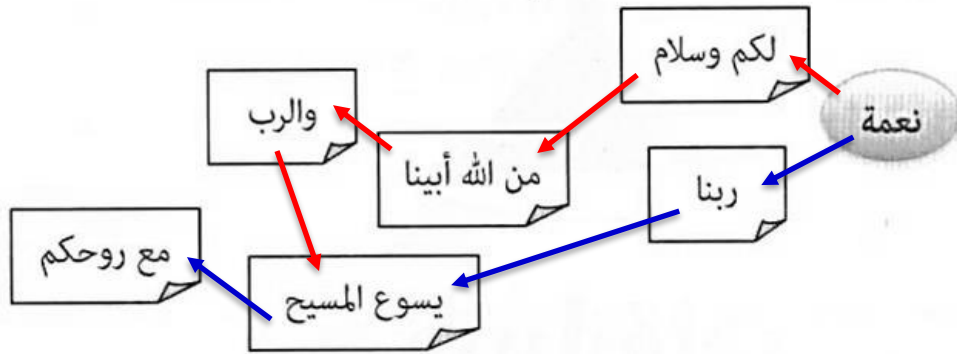 نعمة
لكم وسلام
من الله أبينا
والرب
ربنا
يسوع المسيح
مع روحكم